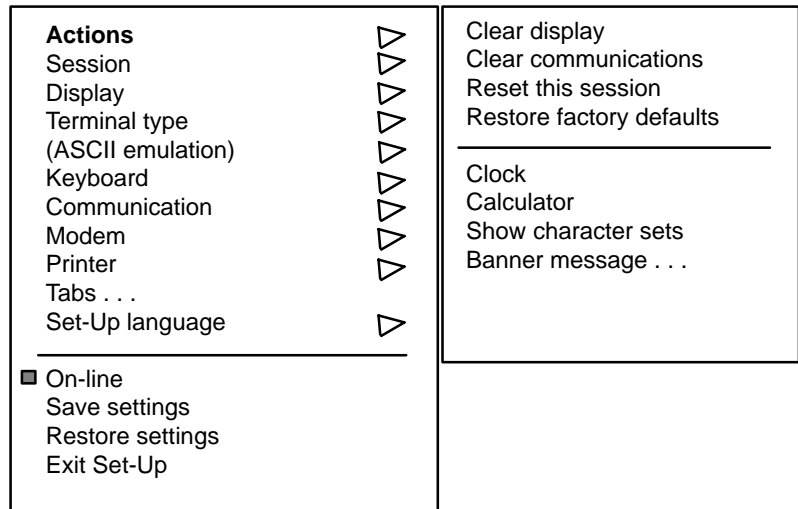 Actions
Session
Display
Terminal type
(ASCII emulation)
Keyboard
Communication
Modem
Printer
Tabs . . .
Set-Up language
On-line
Save settings
Restore settings
Exit Set-Up
Clear display
Clear communications
Reset this session
Restore factory defaults
Clock
Calculator
Show character sets
Banner message . . .